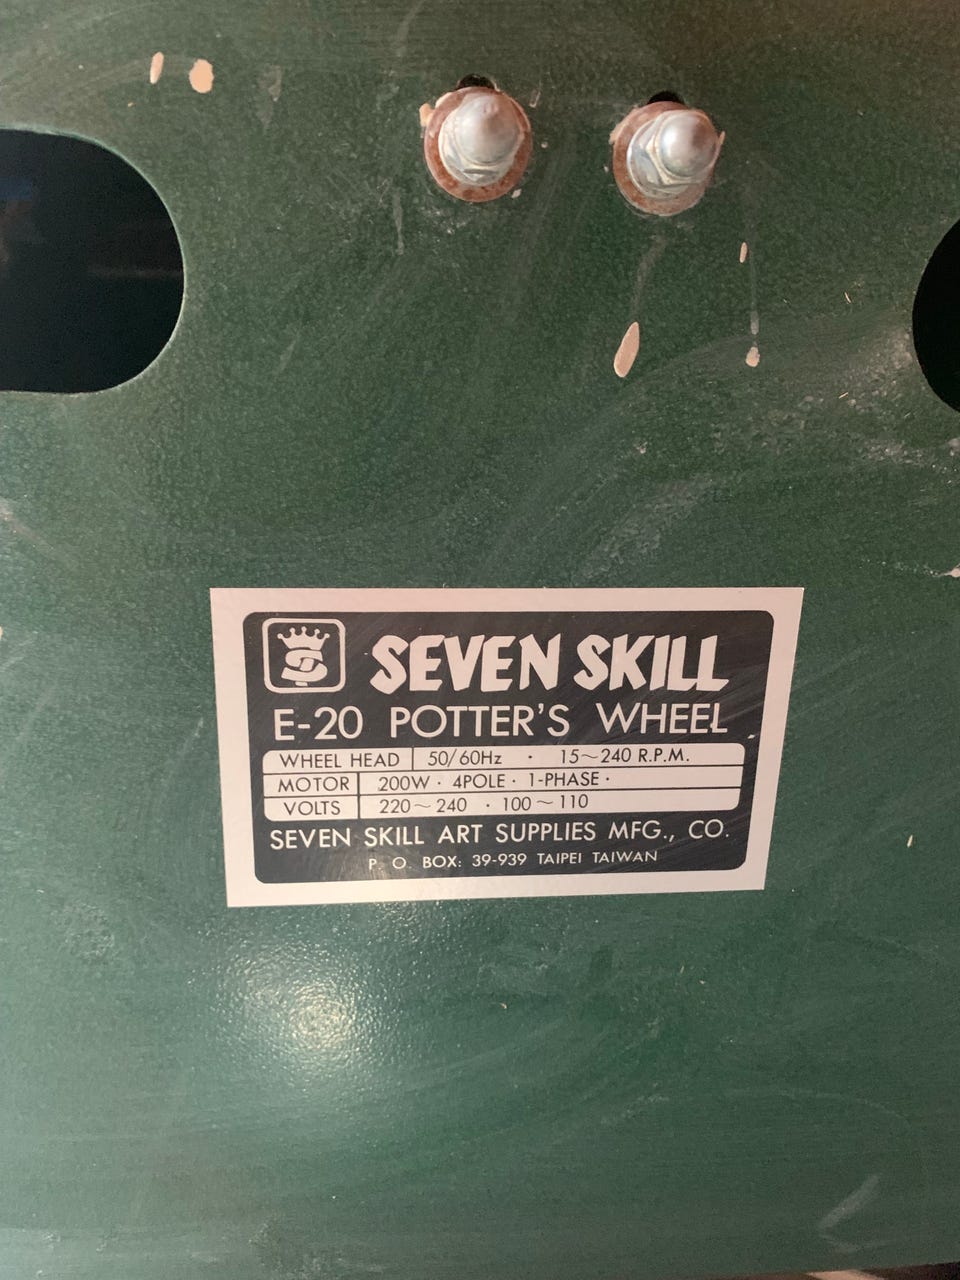 SEVEN SKILL
E-20 POTTER'S WHEEL
WHEEL HEAD 50/60Hz · 15~240 R.P.M.
MOTOR 200W · 4POLE · 1-PHASE ·
VOLTS 220~240 · 100~110
SEVEN SKILL ART SUPPLIES MFG., CO.
P. O. BOX: 39-939 TAIPEI TAIWAN